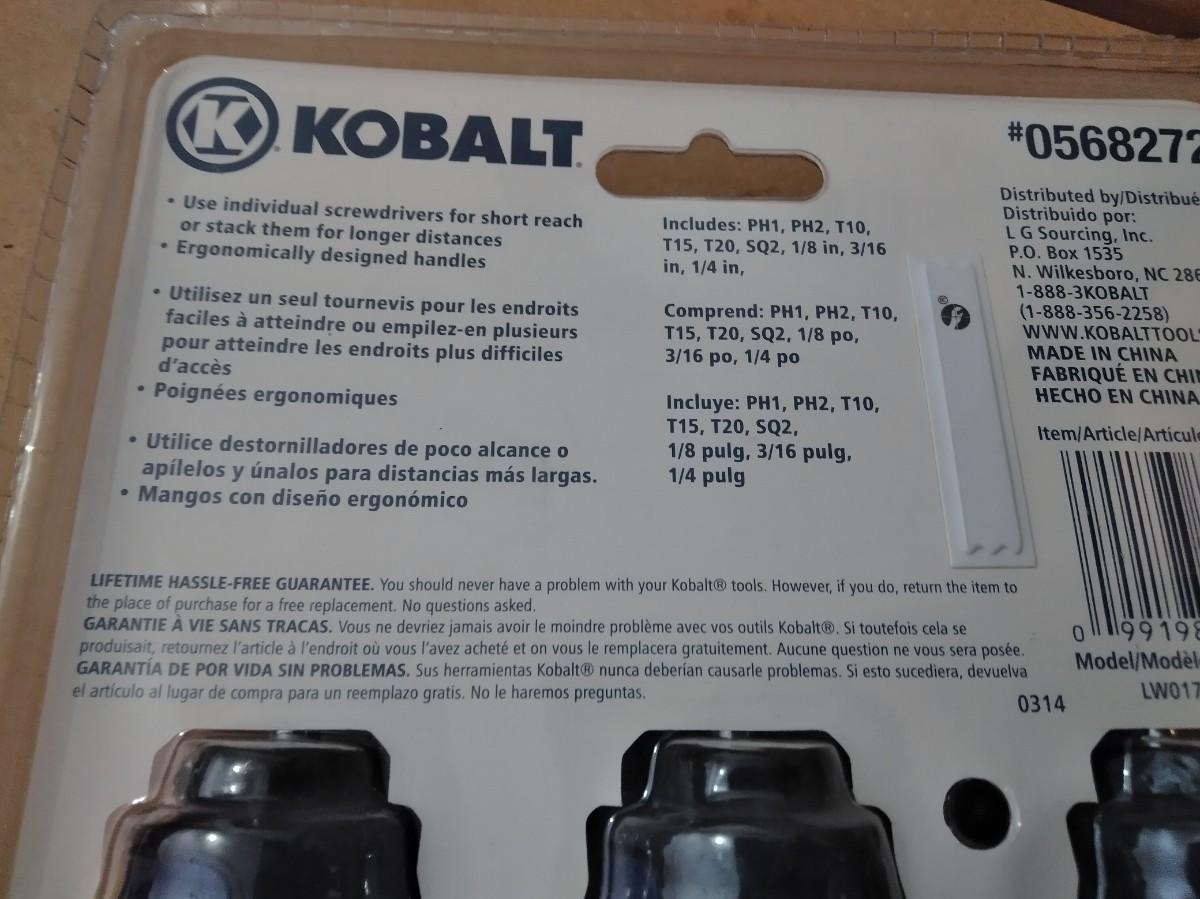 K KOBALT
• Use individual screwdrivers for short reach
or stack them for longer distances
• Ergonomically designed handles
• Utilisez un seul tournevis pour les endroits
faciles à atteindre ou empilez-en plusieurs
pour atteindre les endroits plus difficiles
d'accès
• Poignées ergonomiques
• Utilice destornilladores de poco alcance o
apílelos y únalos para distancias más largas.
• Mangos con diseño ergonómico
Includes: PH1, PH2, T10,
T15, T20, SQ2, 1/8 in, 3/16
in, 1/4 in,
Comprend: PH1, PH2, T10,
T15, T20, SQ2, 1/8 po,
3/16 po, 1/4 po
Incluye: PH1, PH2, T10,
T15, T20, SQ2,
1/8 pulg, 3/16 pulg,
1/4 pulg
#0568272
Distributed by/Distribué
Distribuido por:
L G Sourcing, Inc.
P.O. Box 1535
N. Wilkesboro, NC 286
1-888-3KOBALT
(1-888-356-2258)
WWW.KOBALTTOOL
MADE IN CHINA
FABRIQUÉ EN CHI
HECHO EN CHINA
Item/Article/Artícul
0 99198
Model/Modèl
LW017
LIFETIME HASSLE-FREE GUARANTEE. You should never have a problem with your Kobalt® tools. However, if you do, return the item to
the place of purchase for a free replacement. No questions asked.
GARANTIE À VIE SANS TRACAS. Vous ne devriez jamais avoir le moindre problème avec vos outils Kobalt®. Si toutefois cela se
produisait, retournez l'article à l'endroit où vous l'avez acheté et on vous le remplacera gratuitement. Aucune question ne vous sera posée.
GARANTÍA DE POR VIDA SIN PROBLEMAS. Sus herramientas Kobalt® nunca deberían causarle problemas. Si esto sucediera, devuelva
el artículo al lugar de compra para un reemplazo gratis. No le haremos preguntas.
0314